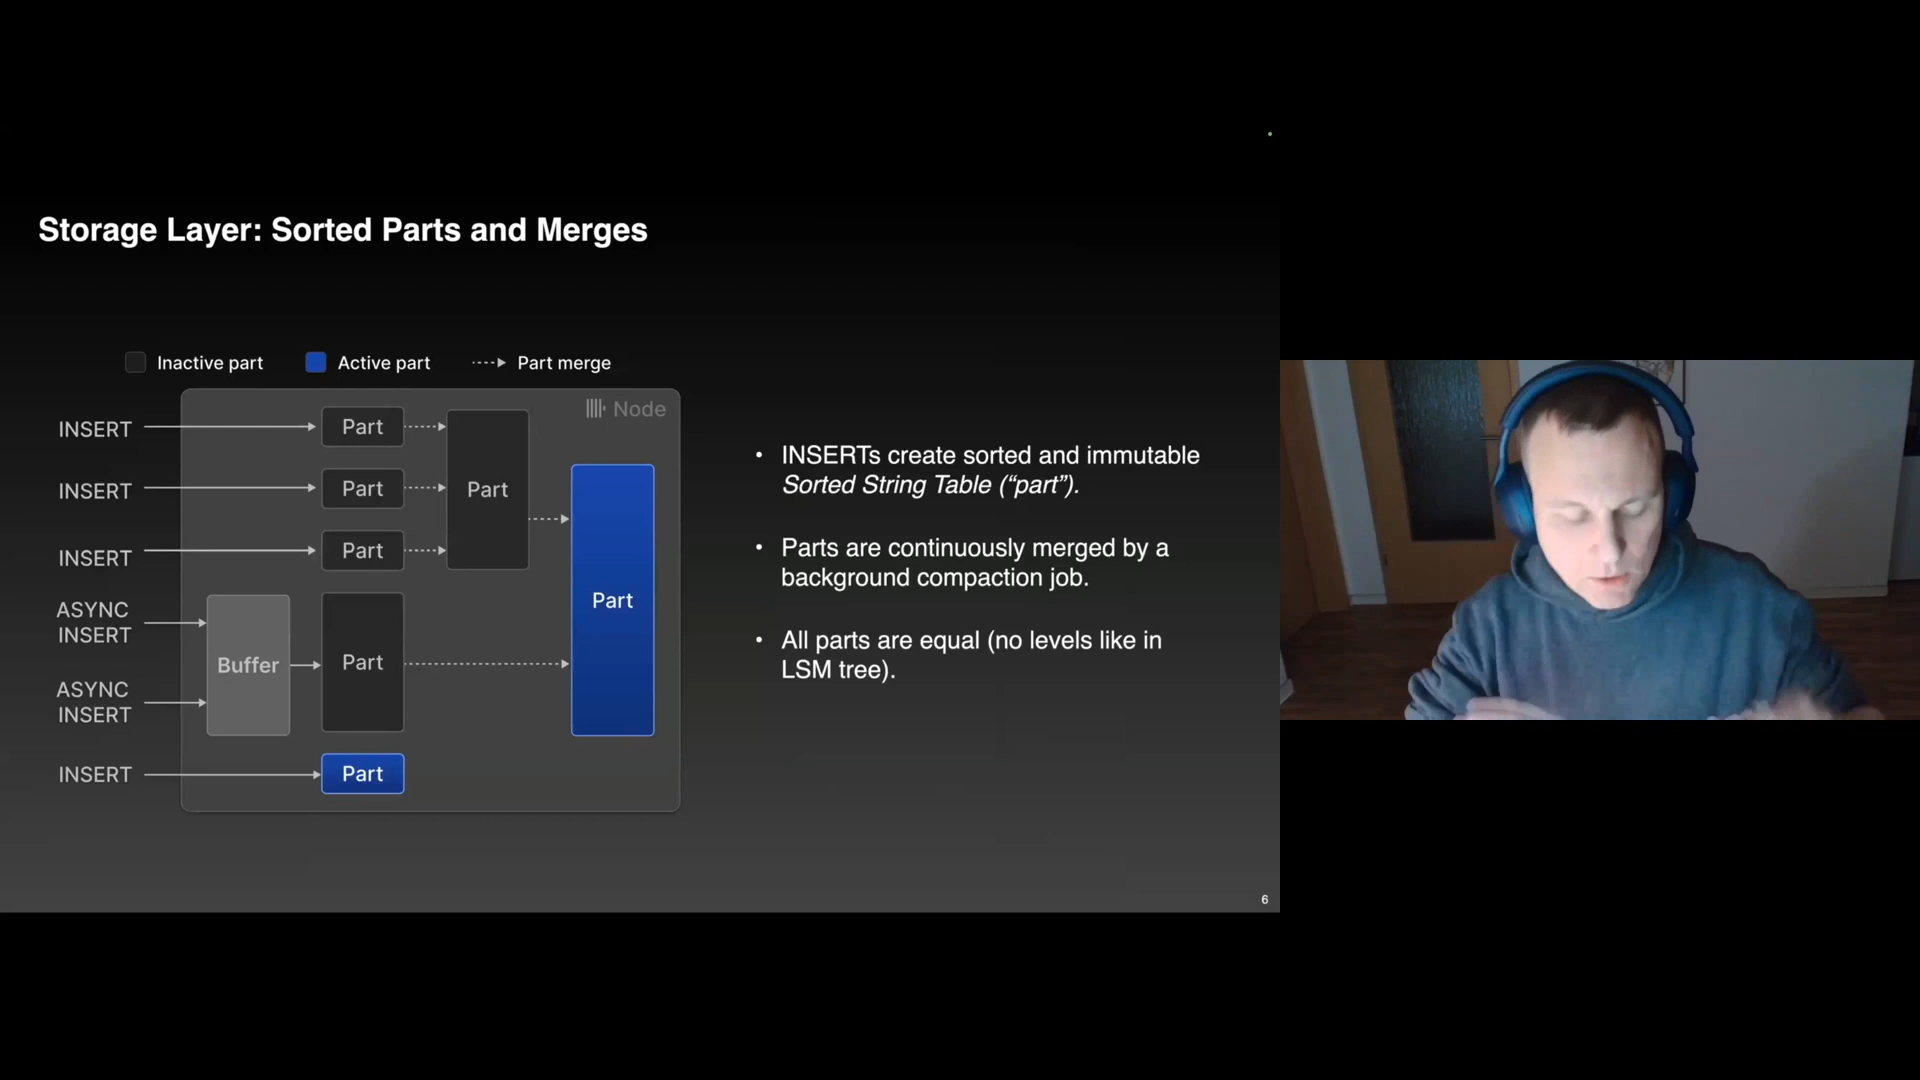 Storage Layer: Sorted Parts and Merges
Inactive part
Active part
Part merge
Node
INSERT
Part
INSERT
Part
Part
INSERT
Part
ASYNC
INSERT
Buffer
Part
Part
ASYNC
INSERT
INSERT
Part
• INSERTs create sorted and immutable
Sorted String Table (“part”).
• Parts are continuously merged by a
background compaction job.
• All parts are equal (no levels like in
LSM tree).
6